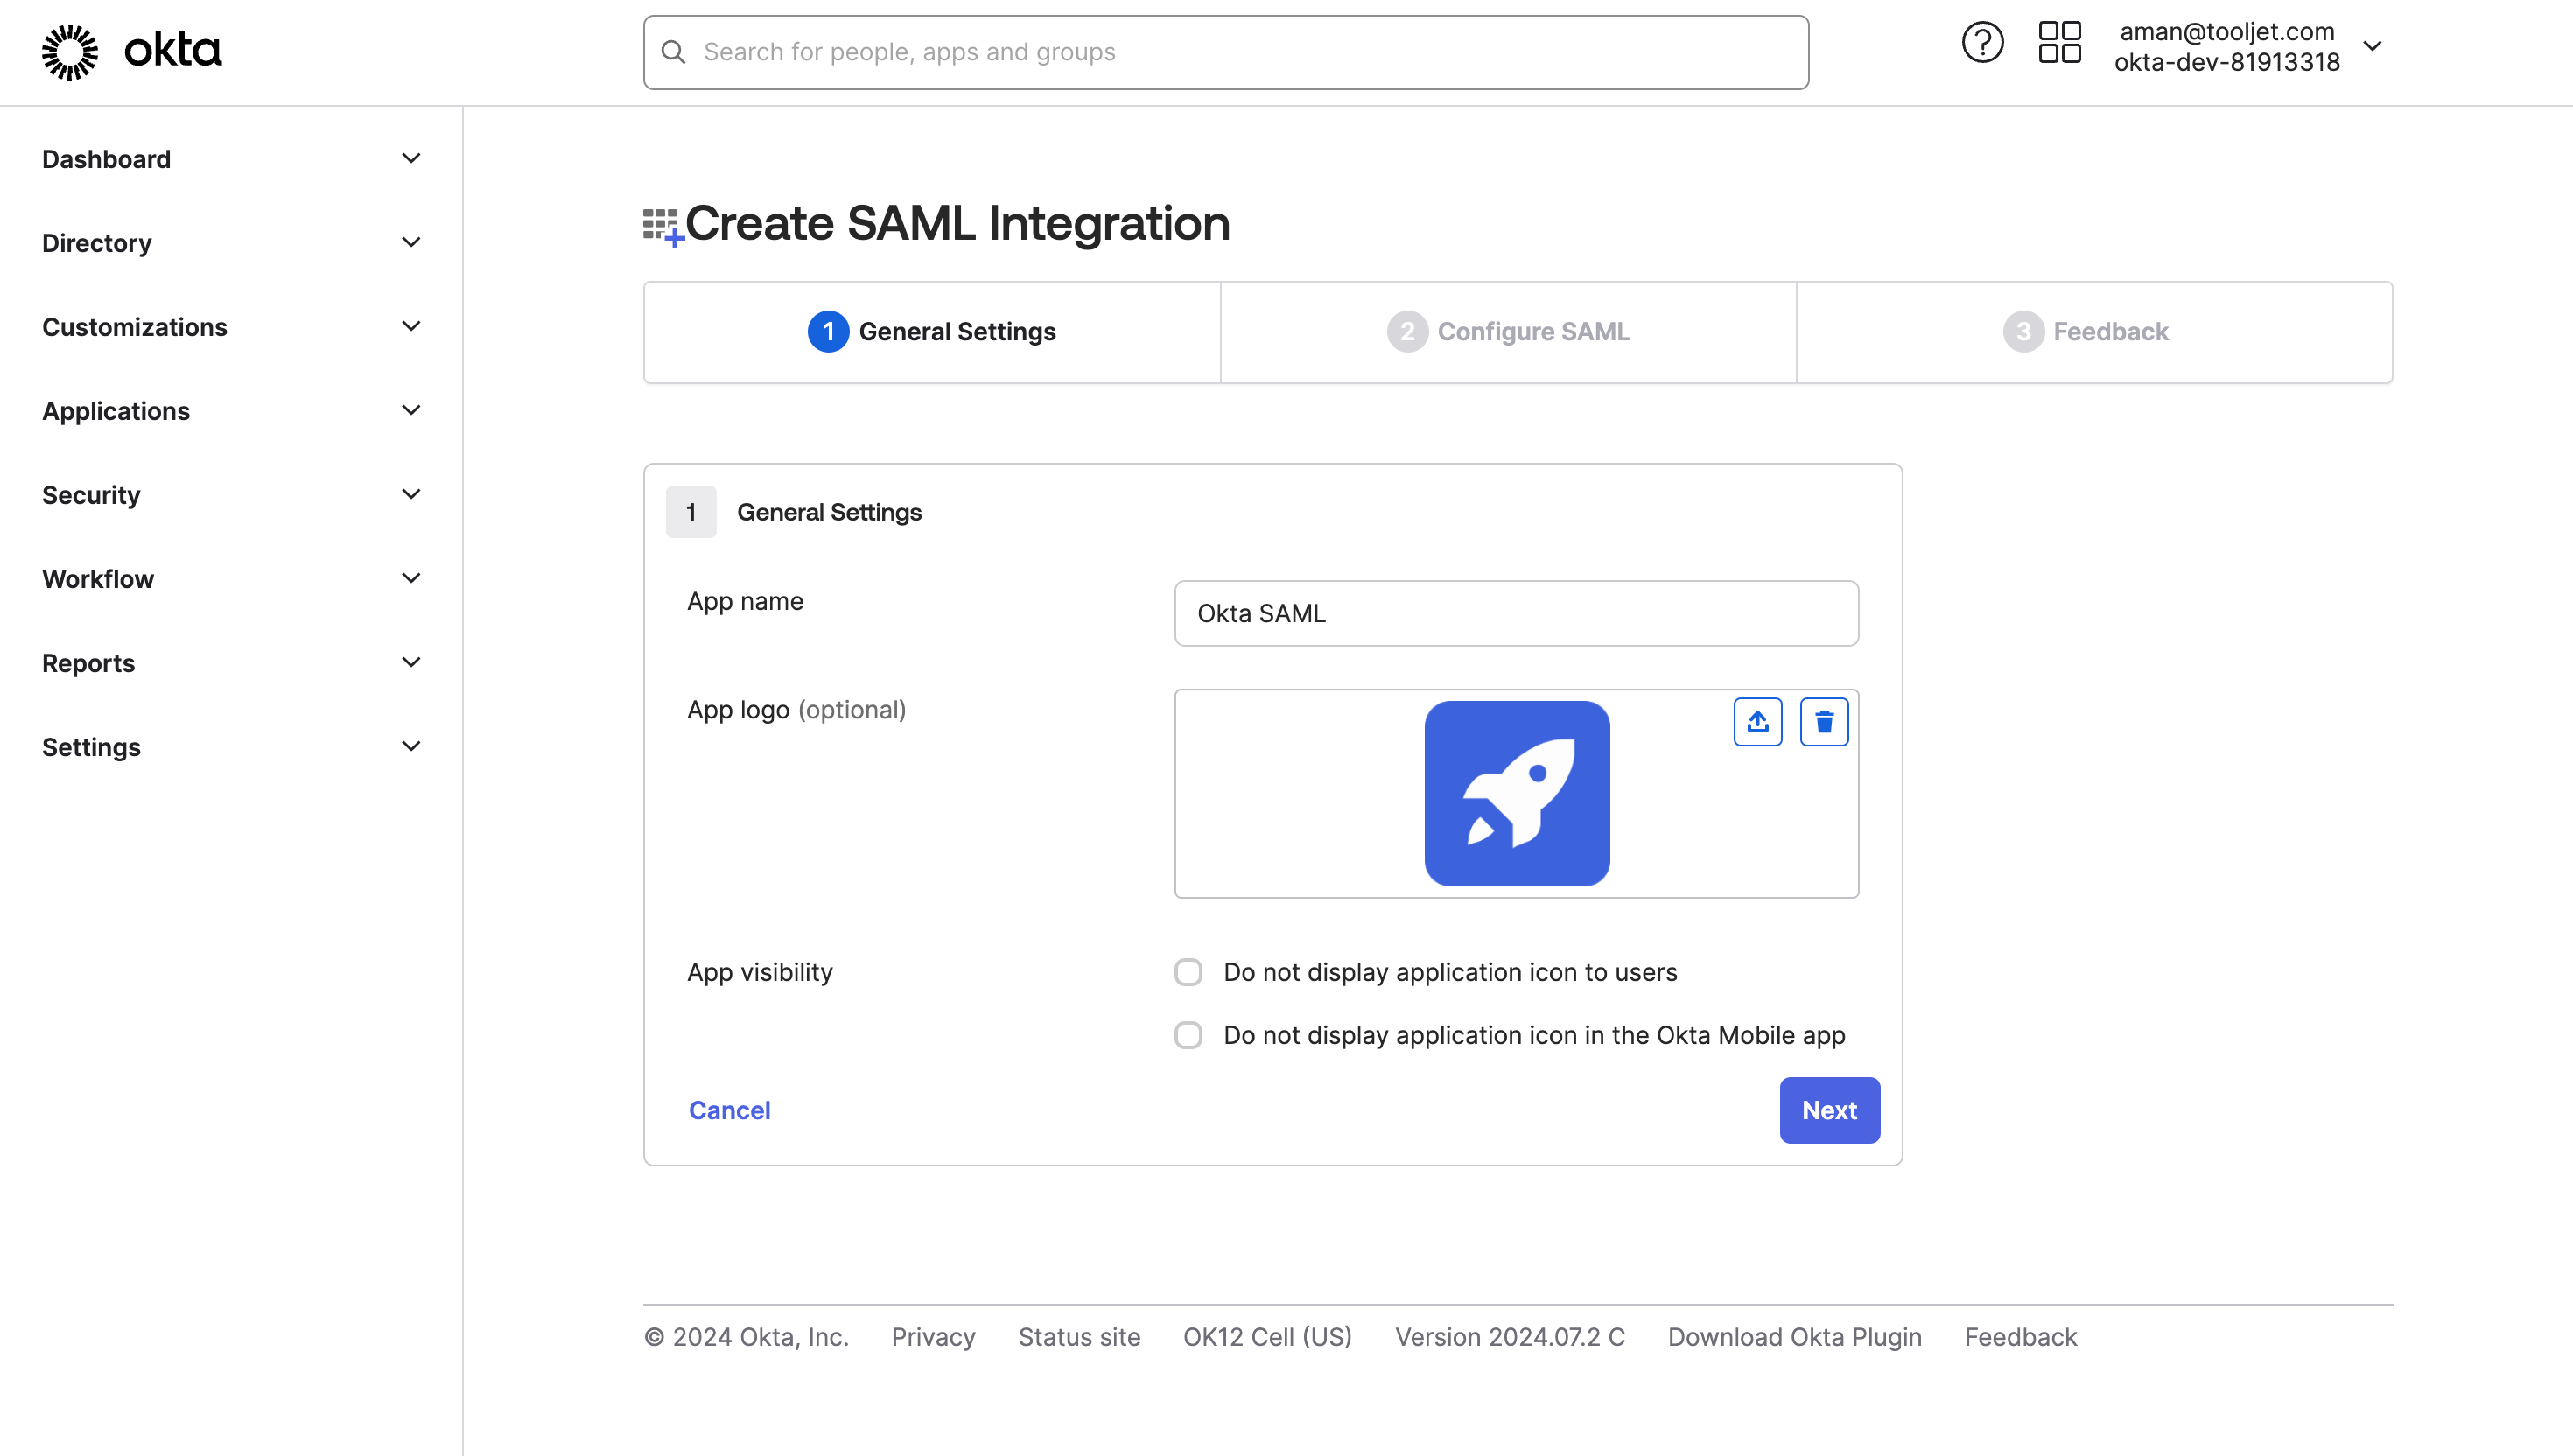 okta
Search for people, apps and groups
aman@tooljet.com
okta-dev-81913318
Dashboard
Directory
Customizations
Applications
Security
Workflow
Reports
Settings
Create SAML Integration
1 General Settings
2 Configure SAML
3 Feedback
1 General Settings
App name
Okta SAML
App logo (optional)
App visibility
Do not display application icon to users
Do not display application icon in the Okta Mobile app
Cancel
Next
© 2024 Okta, Inc. Privacy Status site OK12 Cell (US) Version 2024.07.2 C Download Okta Plugin Feedback